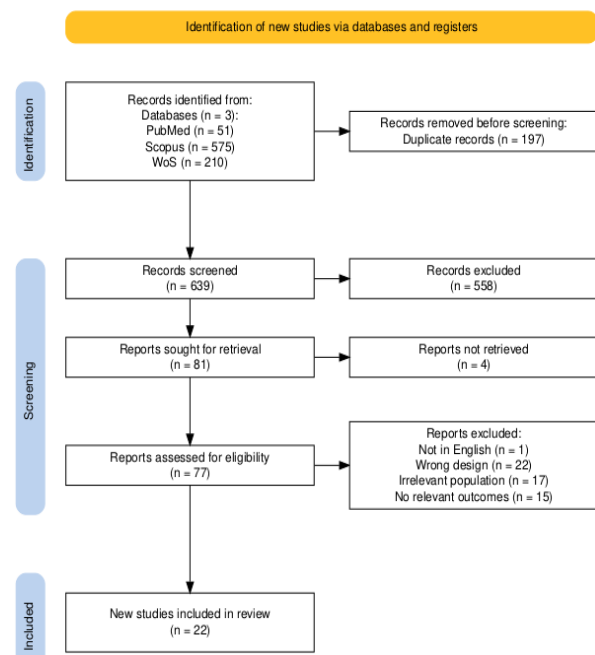 Identification of new studies via databases and registers
Identification
Records identified from:
Databases (n = 3):
PubMed (n = 51)
Scopus (n = 575)
WoS (n = 210)
Records removed before screening:
Duplicate records (n = 197)
Screening
Records screened
(n = 639)
Records excluded
(n = 558)
Reports sought for retrieval
(n = 81)
Reports not retrieved
(n = 4)
Reports assessed for eligibility
(n = 77)
Reports excluded:
Not in English (n = 1)
Wrong design (n = 22)
Irrelevant population (n = 17)
No relevant outcomes (n = 15)
Included
New studies included in review
(n = 22)